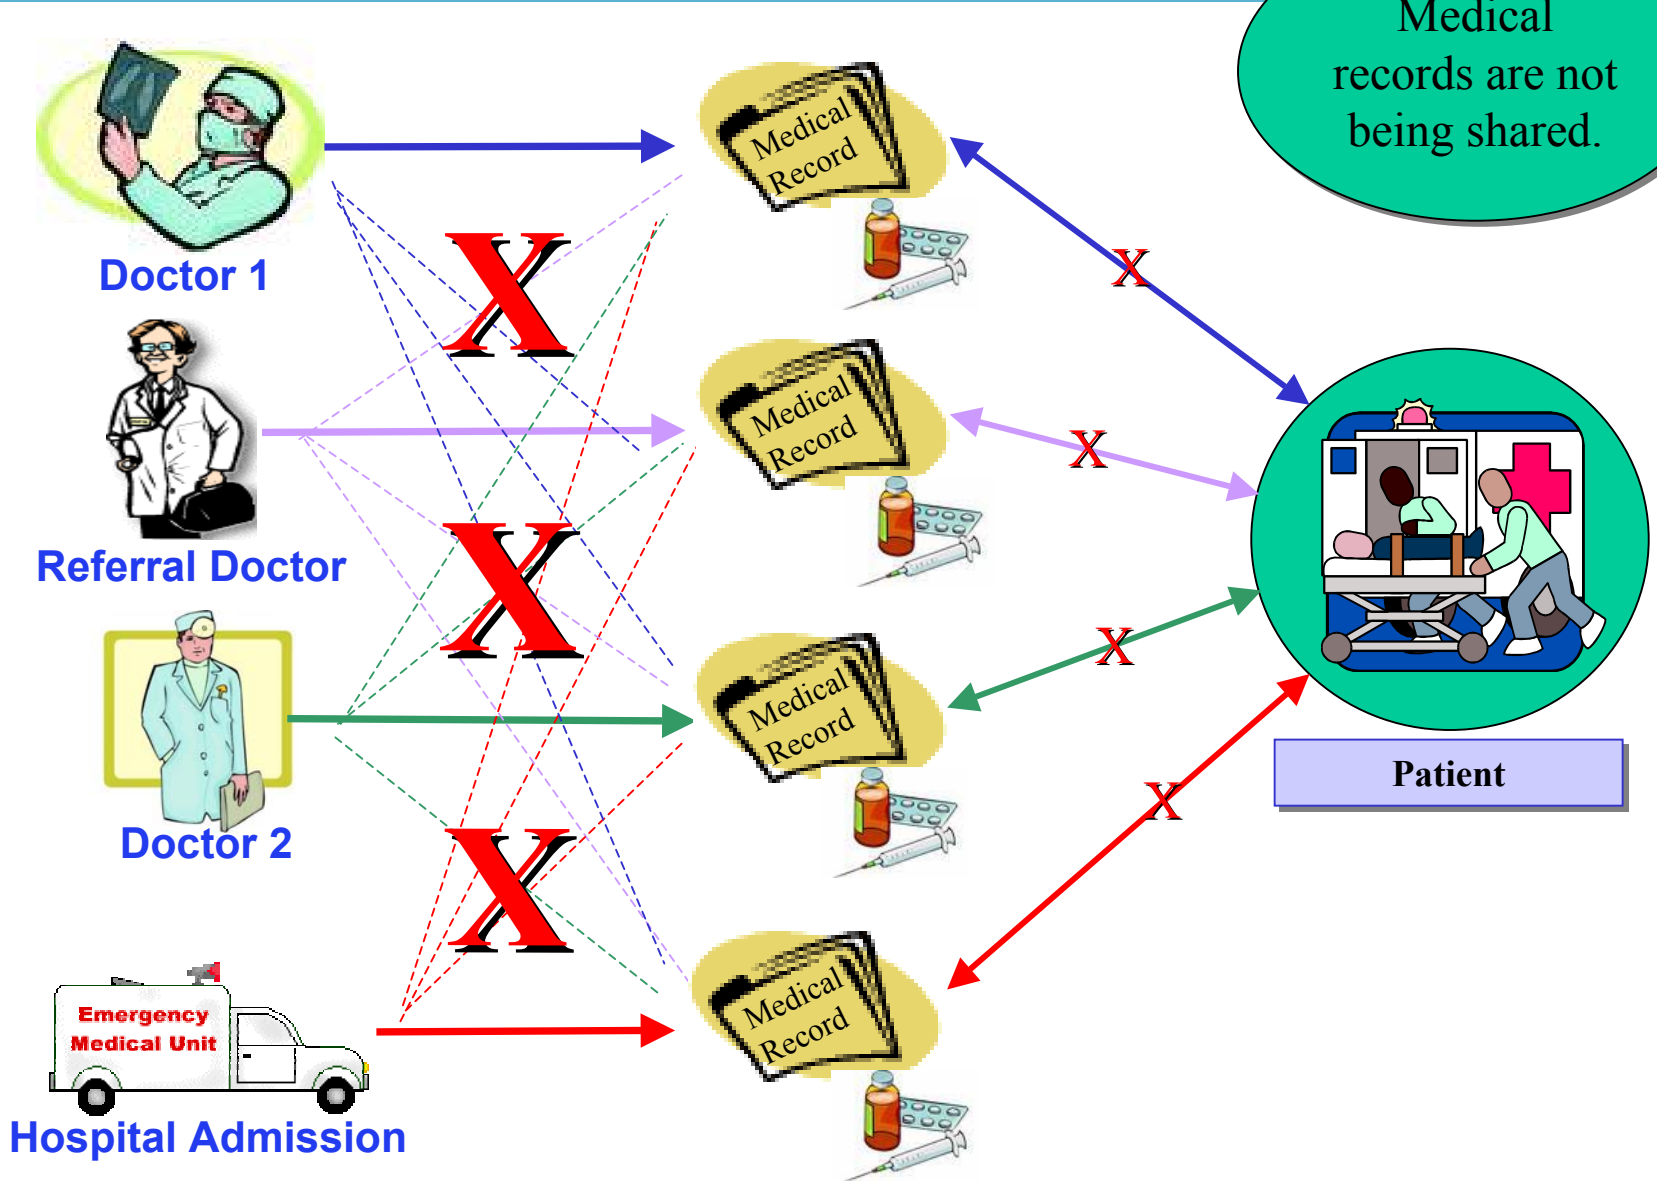 Medical
records are not
being shared.
Medical
Record
X
Doctor 1
X
Medical
Record
X
Referral Doctor
X
Medical
Record
X
Patient
Doctor 2
X
X
Medical
Record
Emergency
Medical Unit
Hospital Admission